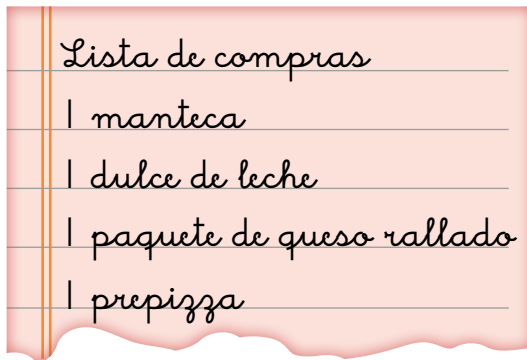 Lista de compras
1 manteca
1 dulce de leche
1 paquete de queso rallado
1 prepizza